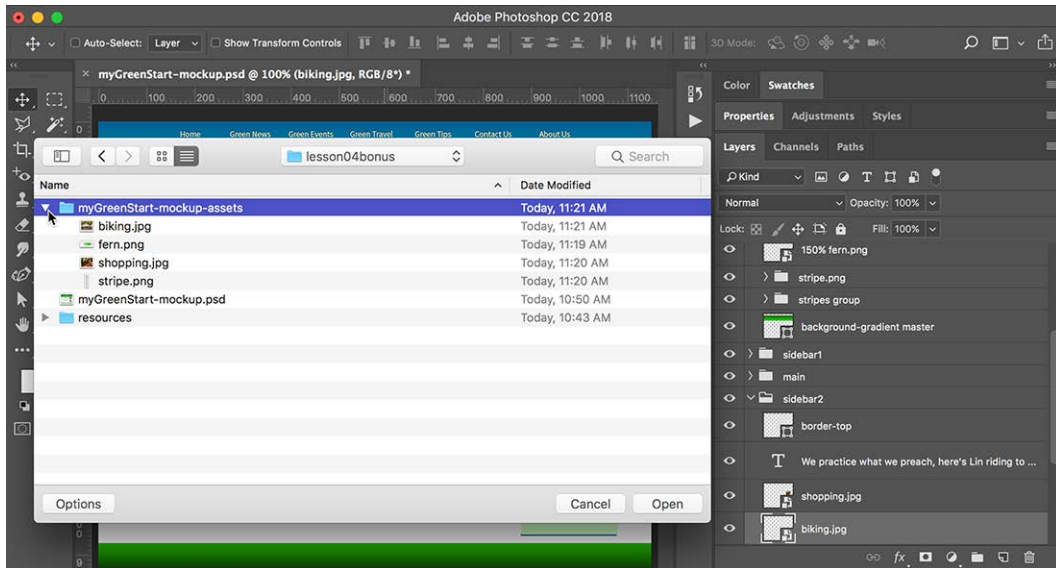 Adobe Photoshop CC 2018
Auto-Select: Layer Show Transform Controls 3D Mode:
× myGreenStart-mockup.psd @ 100% (biking.jpg, RGB/8*) *
0 100 200 300 400 500 600 700 800 900 1000 1100
0
Home Green News Green Events Green Travel Green Tips Contact Us About Us
lesson04bonus
Search
Name Date Modified
myGreenStart-mockup-assets Today, 11:21 AM
biking.jpg Today, 11:21 AM
fern.png Today, 11:19 AM
shopping.jpg Today, 11:20 AM
stripe.png Today, 11:20 AM
myGreenStart-mockup.psd Today, 10:50 AM
resources Today, 10:43 AM
Options Cancel Open
0
9
Color Swatches
Properties Adjustments Styles
Layers Channels Paths
Kind
Normal Opacity: 100%
Lock: Fill: 100%
150% fern.png
stripe.png
stripes group
background-gradient master
sidebar1
main
sidebar2
border-top
T We practice what we preach, here's Lin riding to ...
shopping.jpg
biking.jpg
fx